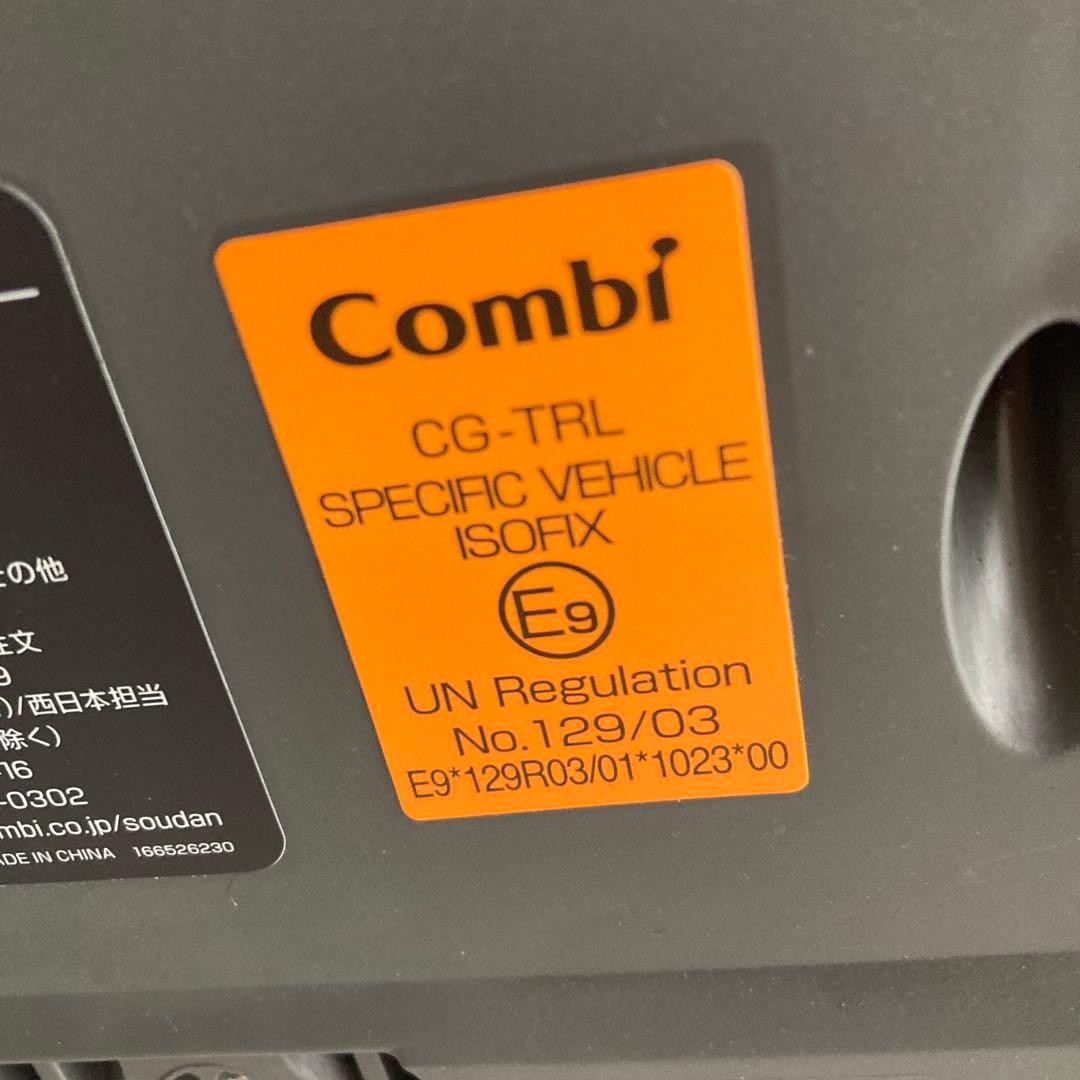 の他
注文
9
)/西日本担当
除く)
16
-0302
mbi.co.jp/soudan
ADE IN CHINA 166526230
Combi
CG-TRL
SPECIFIC VEHICLE
ISOFIX
E9
UN Regulation
No.129/03
E9*129R03/01*1023*00